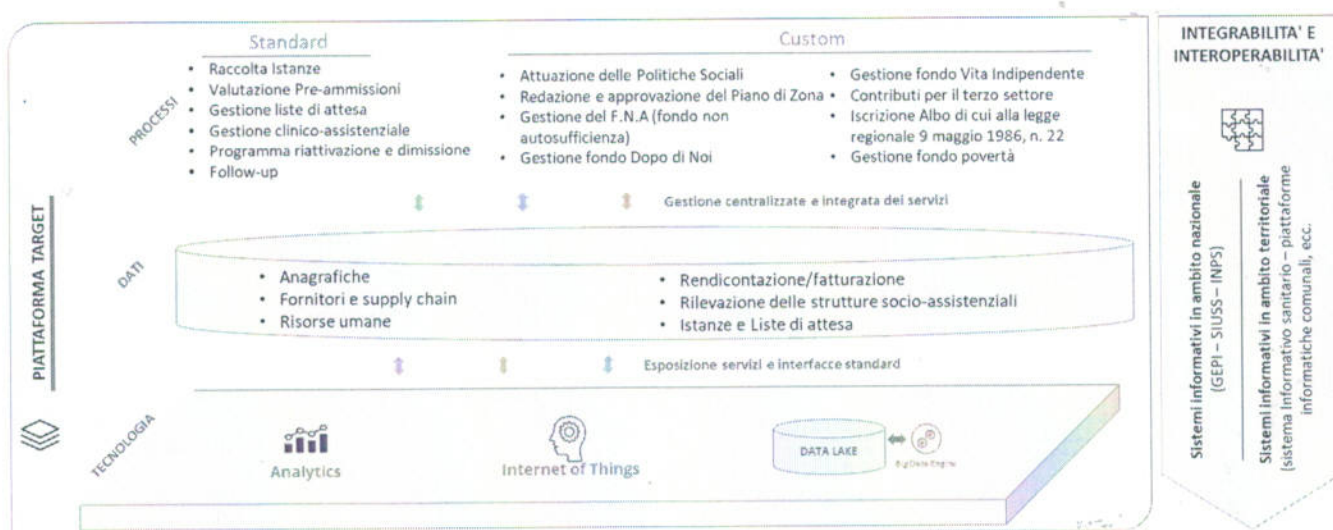 Standard
Raccolta Istanze
Valutazione Pre-ammissioni
Gestione liste di attesa
Gestione clinico-assistenziale
Programma riattivazione e dimissione
Follow-up
Custom
Attuazione delle Politiche Sociali
Redazione e approvazione del Piano di Zona
Gestione del F.N.A (fondo non
autosufficienza)
Gestione fondo Dopo di Noi
Gestione fondo Vita Indipendente
Contributi per il terzo settore
Iscrizione Albo di cui alla legge
regionale 9 maggio 1986, n. 22
Gestione fondo povertà
PROCESSI
Gestione centralizzate e integrata dei servizi
PIATTAFORMA TARGET
DATI
Anagrafiche
Fornitori e supply chain
Risorse umane
Rendicontazione/fatturazione
Rilevazione delle strutture socio-assistenziali
Istanze e Liste di attesa
Esposizione servizi e interfacce standard
TECNOLOGIA
Analytics
Internet of Things
DATA LAKE
Big Data Engine
INTEGRABILITA' E
INTEROPERABILITA'
Sistemi informativi in ambito nazionale
(GEPI – SIUSS– INPS)
Sistemi informativi in ambito territoriale
(sistema Informativo sanitario – piattaforme
informatiche comunali, ecc.